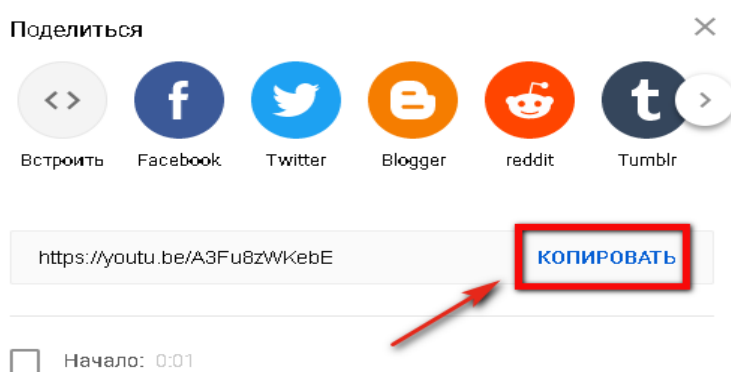 Поделиться
Встроить Facebook Twitter Blogger reddit Tumblr
https://youtu.be/A3Fu8zWKebE КОПИРОВАТЬ
Начало: 0:01